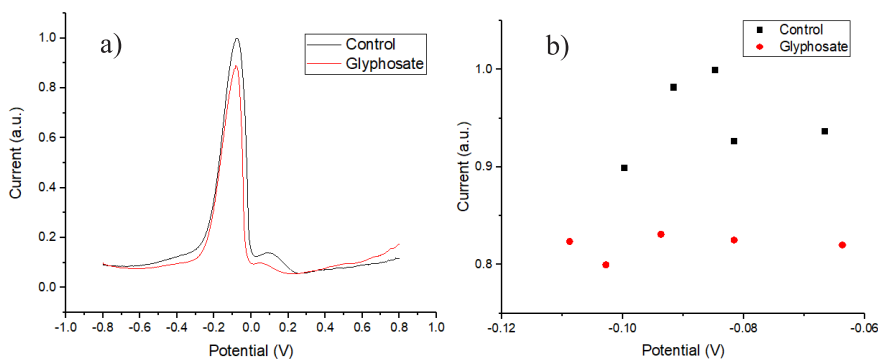 a)
Control
Glyphosate
1.0
0.8
0.6
0.4
0.2
0.0
Current (a.u.)
-1.0 -0.8 -0.6 -0.4 -0.2 0.0 0.2 0.4 0.6 0.8 1.0
Potential (V)
b)
Control
Glyphosate
1.0
0.9
0.8
Current (a.u.)
-0.12 -0.10 -0.08 -0.06
Potential (V)